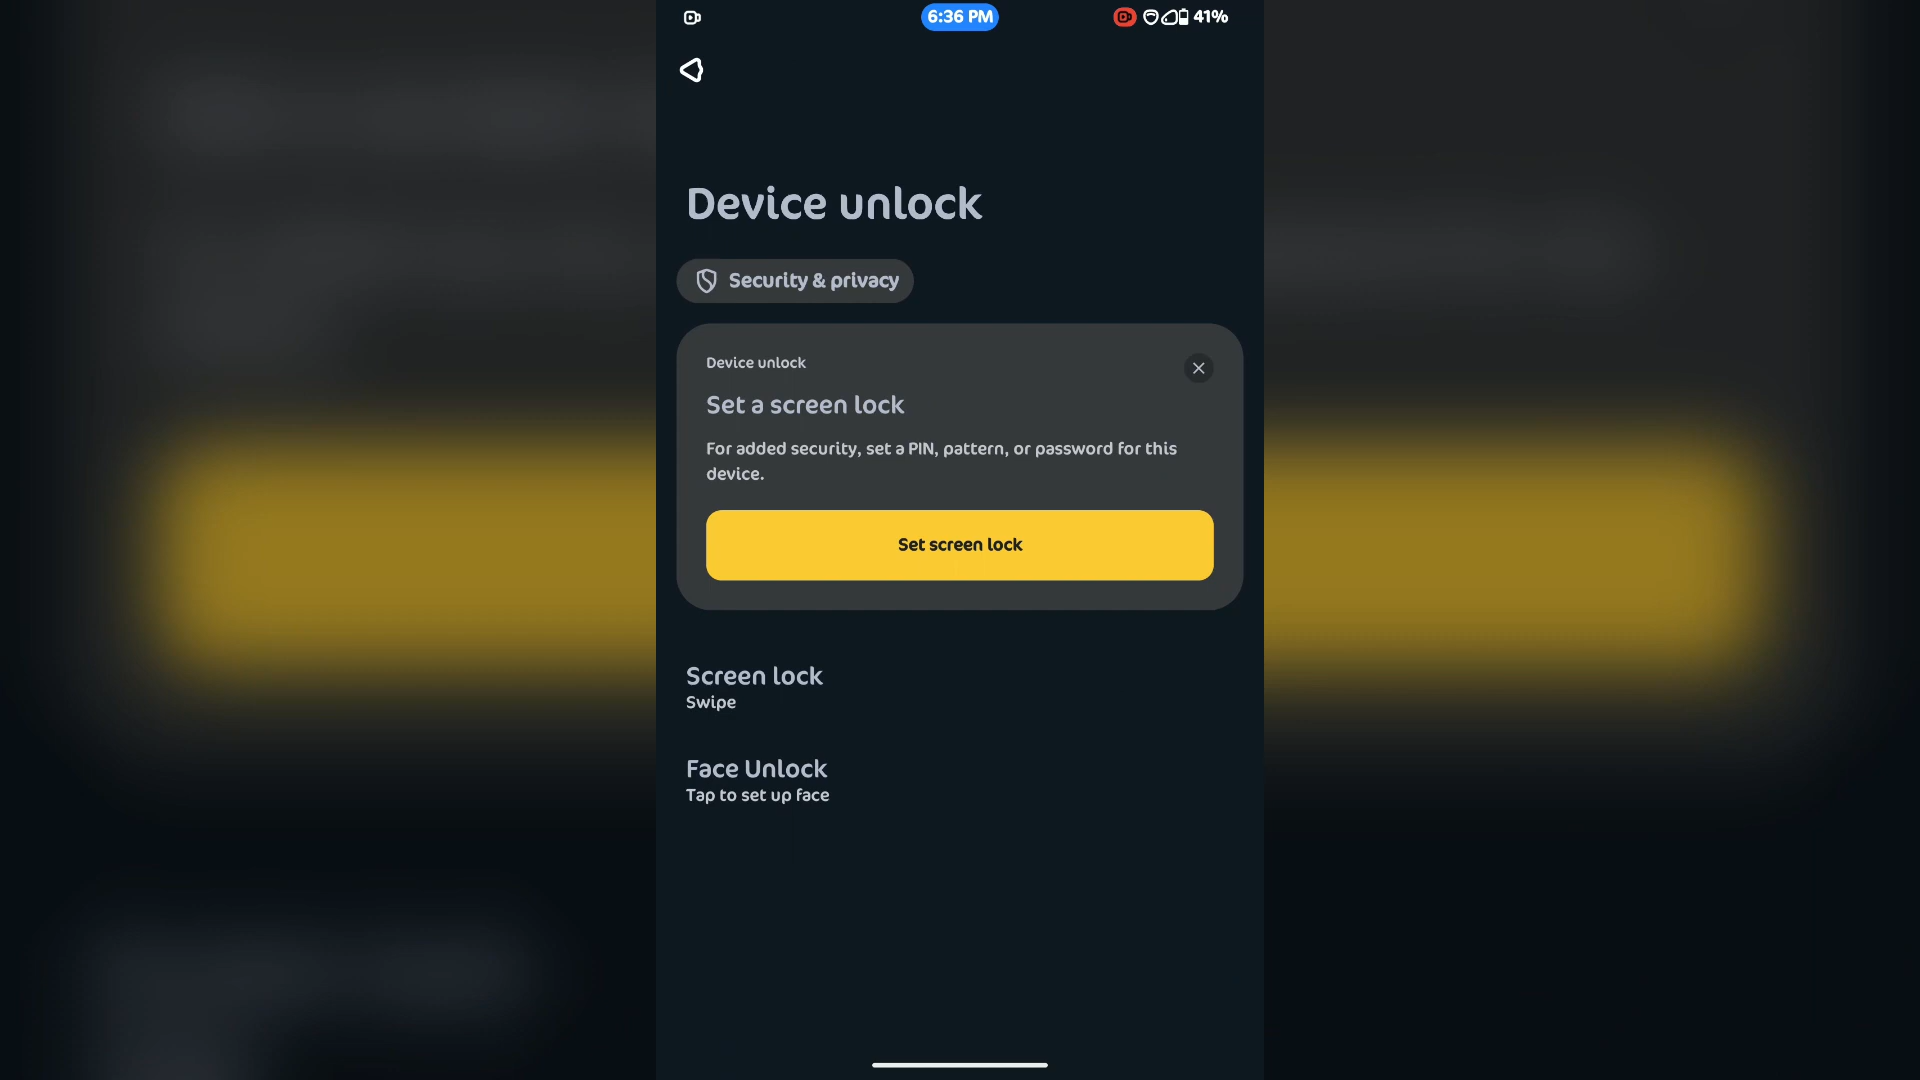 6:36 PM
41%
Device unlock
Security & privacy
Device unlock
Set a screen lock
For added security, set a PIN, pattern, or password for this
device.
Set screen lock
Screen lock
Swipe
Face Unlock
Tap to set up face